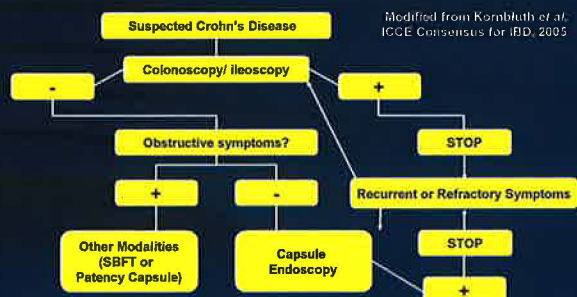 Modified from Kornbluth et al.
ICCE Consensus for IBD, 2005
Suspected Crohn's Disease
Colonoscopy/ ileoscopy
-
+
Obstructive symptoms?
STOP
+
-
Recurrent or Refractory Symptoms
Other Modalities
(SBFT or
Patency Capsule)
Capsule
Endoscopy
STOP
+